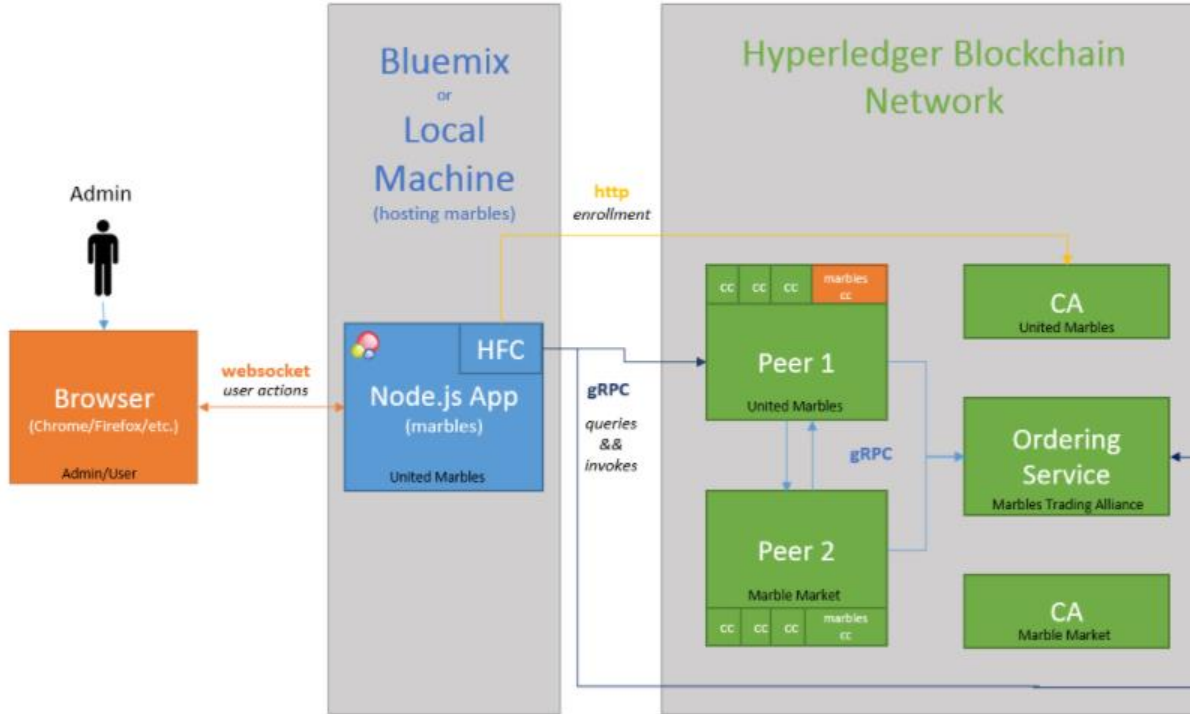 Bluemix
or
Local
Machine
(hosting marbles)
Hyperledger Blockchain
Network
Admin
http
enrollment
cc
cc
cc
marbles
cc
CA
United Marbles
HFC
Node.js App
(marbles)
United Marbles
websocket
user actions
Browser
(Chrome/Firefox/etc.)
Admin/User
gRPC
queries
&&
invokes
Peer 1
United Marbles
gRPC
Ordering
Service
Marbles Trading Alliance
Peer 2
Marble Market
cc
cc
cc
marbles
cc
CA
Marble Market